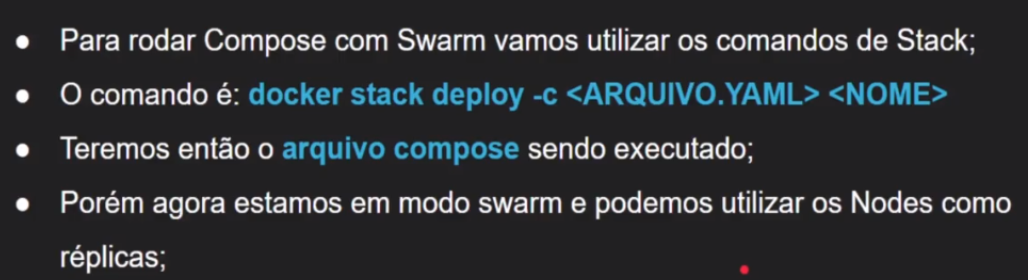 ● Para rodar Compose com Swarm vamos utilizar os comandos de Stack;
● O comando é: docker stack deploy -c <ARQUIVO.YAML> <NOME>
● Teremos então o arquivo compose sendo executado;
● Porém agora estamos em modo swarm e podemos utilizar os Nodes como
réplicas;